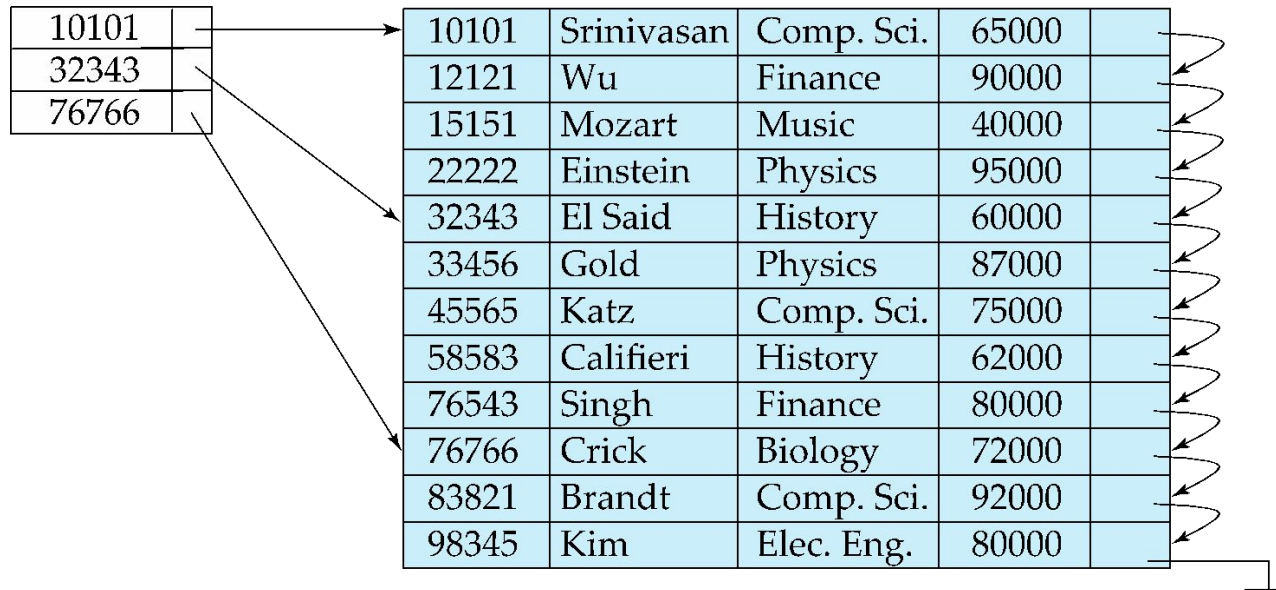 10101
32343
76766
10101 Srinivasan Comp. Sci. 65000
12121 Wu Finance 90000
15151 Mozart Music 40000
22222 Einstein Physics 95000
32343 El Said History 60000
33456 Gold Physics 87000
45565 Katz Comp. Sci. 75000
58583 Califieri History 62000
76543 Singh Finance 80000
76766 Crick Biology 72000
83821 Brandt Comp. Sci. 92000
98345 Kim Elec. Eng. 80000